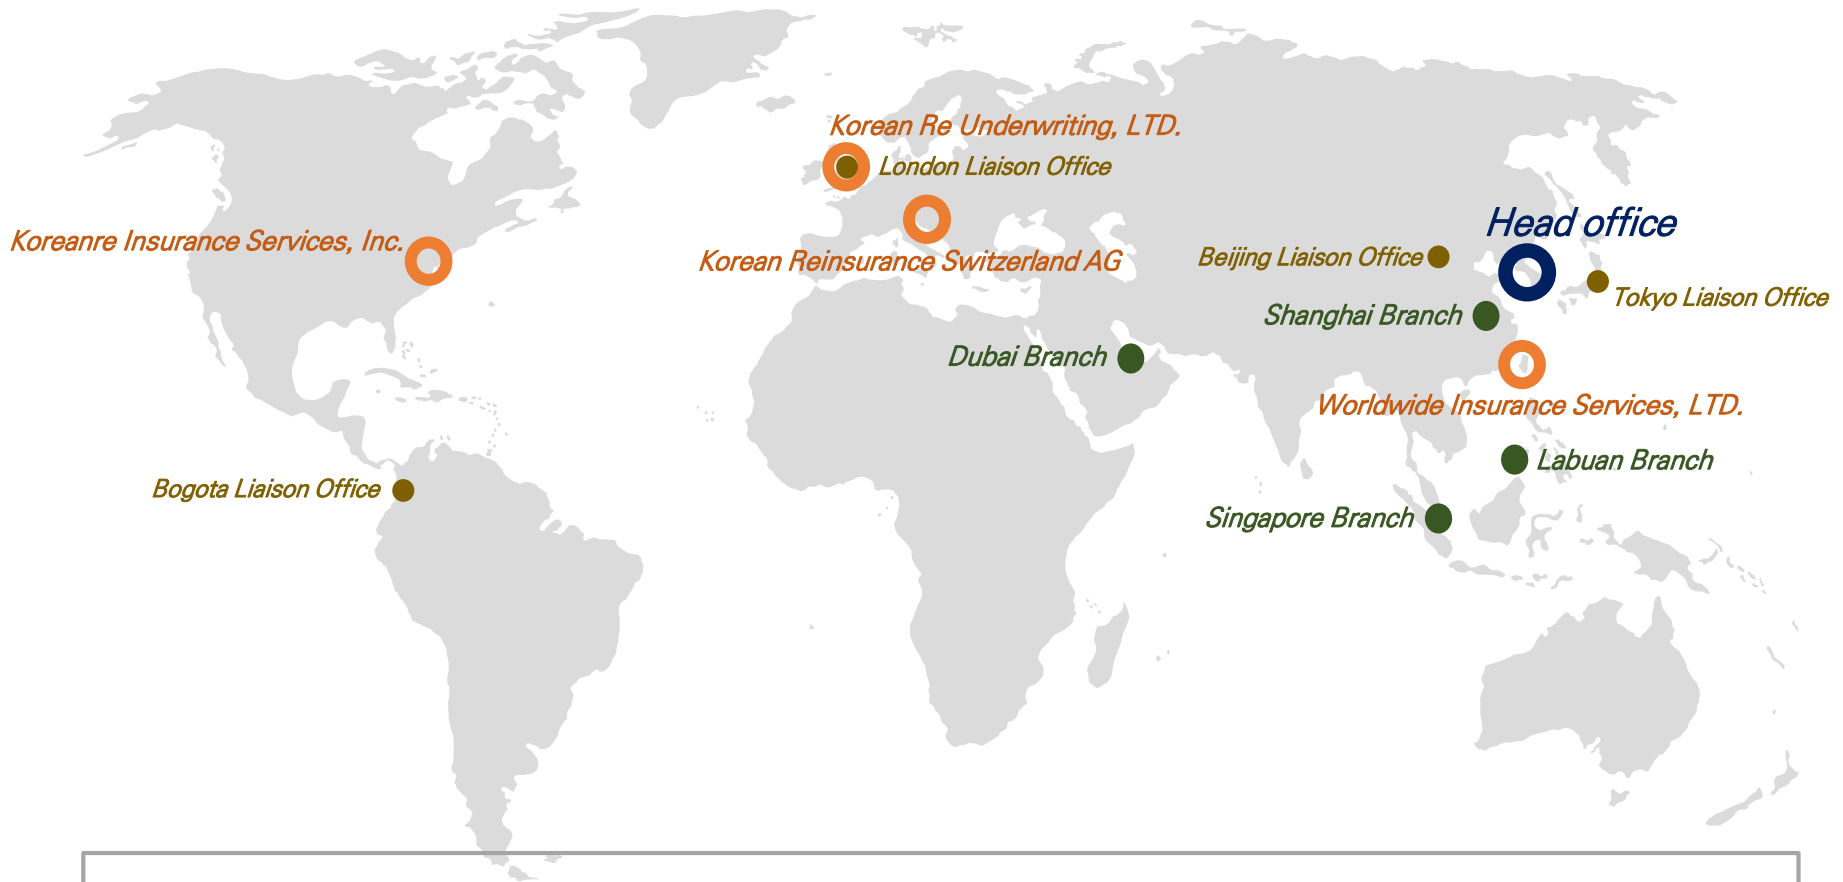 Korean Re Underwriting, LTD.
London Liaison Office
Head office
Koreanre Insurance Services, Inc.
Korean Reinsurance Switzerland AG
Beijing Liaison Office
Tokyo Liaison Office
Shanghai Branch
Dubai Branch
Worldwide Insurance Services, LTD.
Labuan Branch
Bogota Liaison Office
Singapore Branch